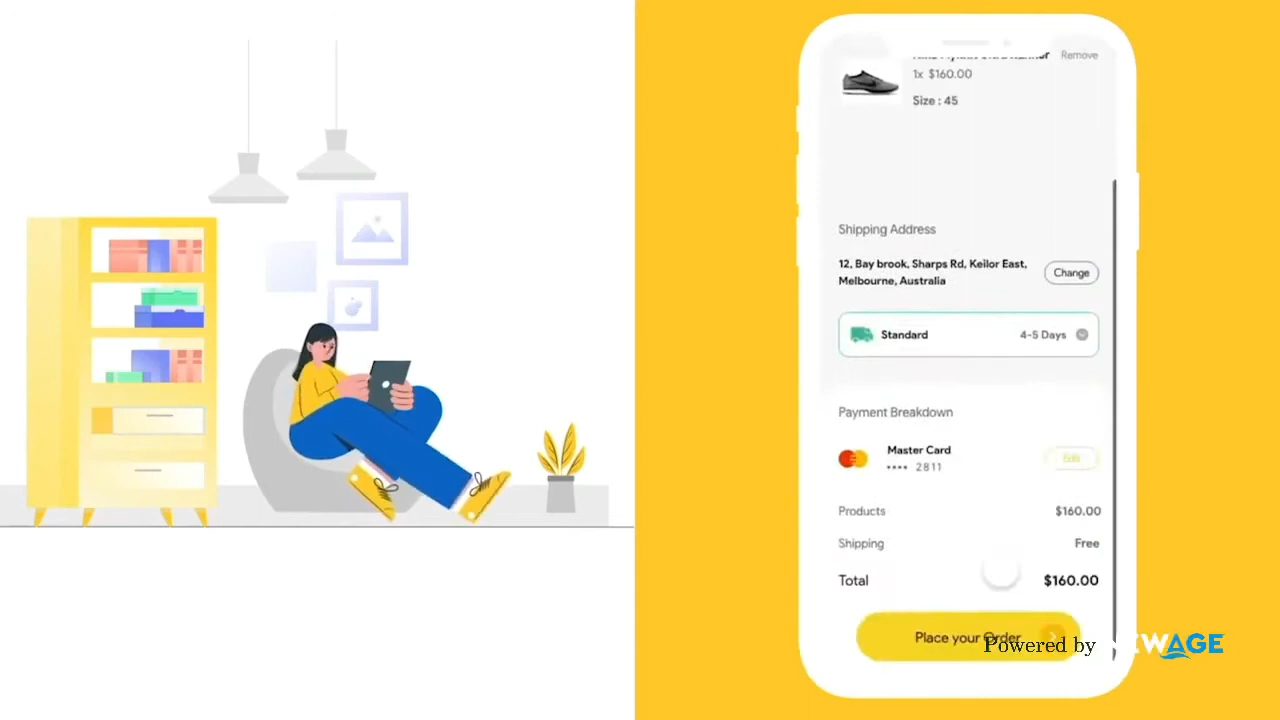 Remove
1x $160.00
Size : 45
Shipping Address
12, Bay brook, Sharps Rd, Keilor East,
Melbourne, Australia
Change
Standard
4-5 Days
Payment Breakdown
Master Card
•••• 2811
Edit
Products
$160.00
Shipping
Free
Total
$160.00
Place your Order
Powered by NEWAGE